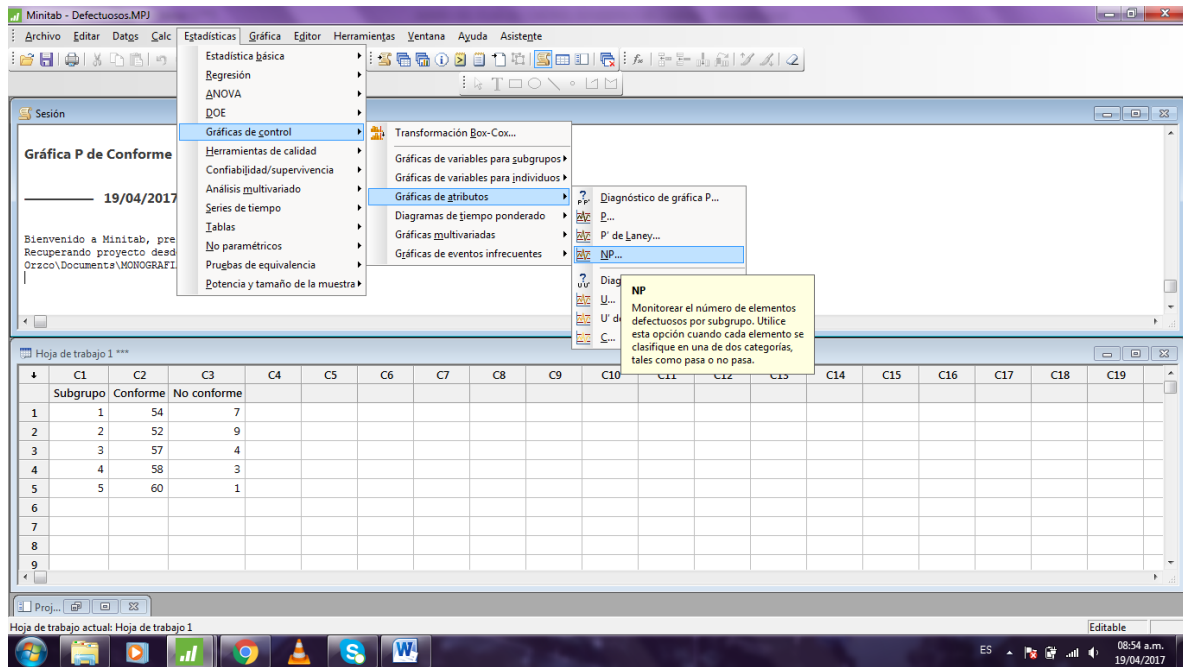 Minitab - Defectuosos.MPJ
Archivo Editar Datos Calc Estadísticas Gráfica Editor Herramientas Ventana Ayuda Asistente
Estadística básica
Regresión
ANOVA
DOE
Gráficas de control
Herramientas de calidad
Confiabilidad/supervivencia
Análisis multivariado
Series de tiempo
Tablas
No paramétricos
Pruebas de equivalencia
Potencia y tamaño de la muestra
Transformación Box-Cox...
Gráficas de variables para subgrupos
Gráficas de variables para individuos
Gráficas de atributos
Diagramas de tiempo ponderado
Gráficas multivariadas
Gráficas de eventos infrecuentes
Diagnóstico de gráfica P...
P...
P' de Laney...
NP...
Diag
U...
U' de
C...
NP
Monitorear el número de elementos
defectuosos por subgrupo. Utilice
esta opción cuando cada elemento se
clasifique en una de dos categorías,
tales como pasa o no pasa.
Sesión
Gráfica P de Conforme
19/04/2017
Bienvenido a Minitab, pre
Recuperando proyecto desd
Orzco\Documents\MONOGRAFI
Hoja de trabajo 1 ***
C1 C2 C3 C4 C5 C6 C7 C8 C9 C10 C11 C12 C13 C14 C15 C16 C17 C18 C19
Subgrupo Conforme No conforme
1 1 54 7
2 2 52 9
3 3 57 4
4 4 58 3
5 5 60 1
6
7
8
9
Proj...
Hoja de trabajo actual: Hoja de trabajo 1 Editable
ES 08:54 a.m.
19/04/2017